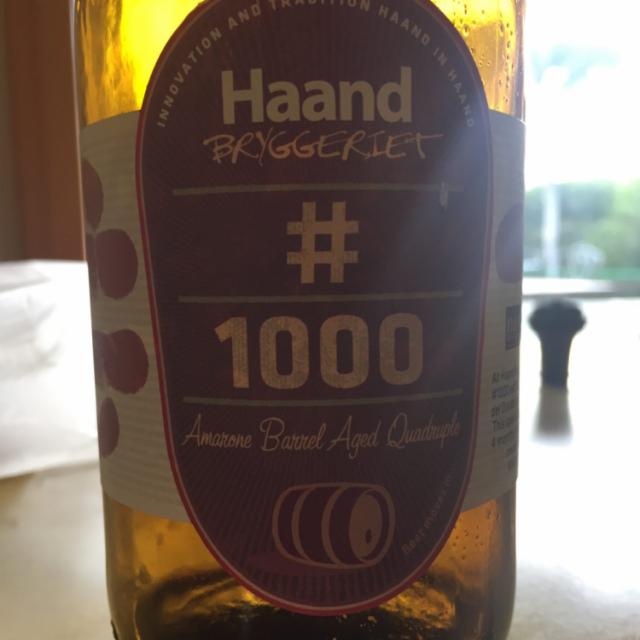 INNOVATION AND TRADITION HAAND IN HAAND
Haand
BRYGGERIET
#
1000
Amarone Barrel Aged Quadruple